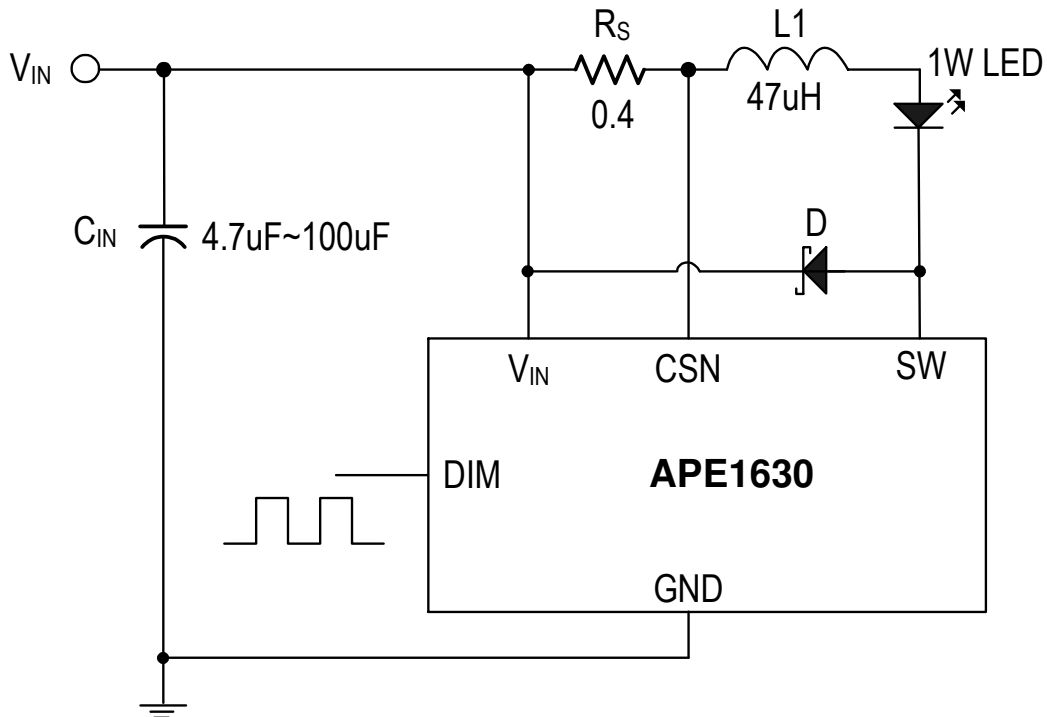 RS
L1
VIN
1W LED
0.4
47uH
D
CIN
4.7uF~100uF
VIN
CSN
SW
DIM
APE1630
GND